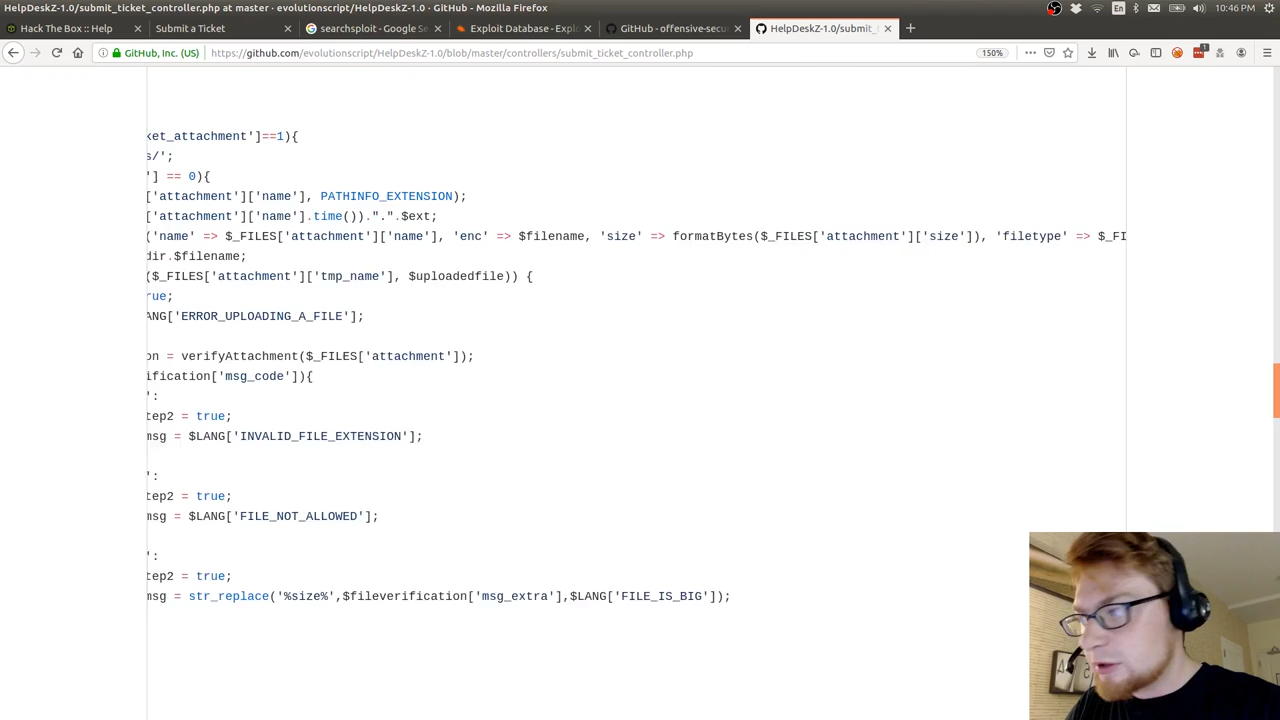 HelpDeskZ-1.0/submit_ticket_controller.php at master · evolutionscript/HelpDeskZ-1.0 · GitHub - Mozilla Firefox
En
10:46 PM
Hack The Box :: Help
Submit a Ticket
searchsploit - Google Se
Exploit Database - Explo
GitHub - offensive-secu
HelpDeskZ-1.0/submit_
GitHub, Inc. (US)
https://github.com/evolutionscript/HelpDeskZ-1.0/blob/master/controllers/submit_ticket_controller.php
150%
1
ket_attachment']==1){
s/';
'] == 0){
['attachment']['name'], PATHINFO_EXTENSION);
['attachment']['name'].time()).".".$ext;
('name' => $_FILES['attachment']['name'], 'enc' => $filename, 'size' => formatBytes($_FILES['attachment']['size']), 'filetype' => $_FI
dir.$filename;
($_FILES['attachment']['tmp_name'], $uploadedfile)) {
rue;
ANG['ERROR_UPLOADING_A_FILE'];
on = verifyAttachment($_FILES['attachment']);
ification['msg_code']){
':
tep2 = true;
msg = $LANG['INVALID_FILE_EXTENSION'];
':
tep2 = true;
msg = $LANG['FILE_NOT_ALLOWED'];
':
tep2 = true;
msg = str_replace('%size%',$fileverification['msg_extra'],$LANG['FILE_IS_BIG']);